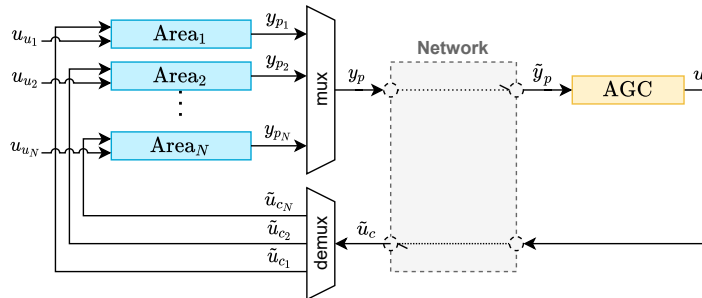 u_{u_1} Area_1 y_{p_1}
u_{u_2} Area_2 y_{p_2}
⋮
u_{u_N} Area_N y_{p_N}
mux
y_p
Network
ỹ_p
AGC
u
ũ_{c_N}
ũ_{c_2}
ũ_{c_1}
demux
ũ_c